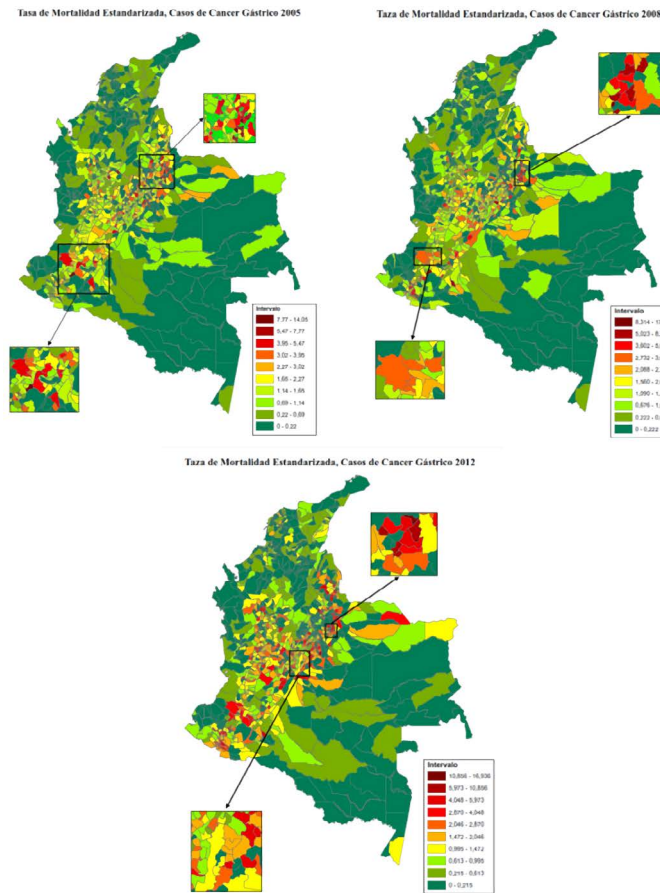 Tasa de Mortalidad Estandarizada, Casos de Cancer Gástrico 2005
Taza de Mortalidad Estandarizada, Casos de Cancer Gástrico 2008
Intervalo
7,77 - 14,05
5,47 - 7,77
3,95 - 5,47
3,02 - 3,95
2,27 - 3,02
1,66 - 2,27
1,14 - 1,66
0,69 - 1,14
0,22 - 0,69
0 - 0,22
Intervalo
0 - 0,222
Taza de Mortalidad Estandarizada, Casos de Cancer Gástrico 2012
Intervalo
10,856 - 16,936
5,973 - 10,856
4,048 - 5,973
2,870 - 4,048
2,046 - 2,870
1,472 - 2,046
0,995 - 1,472
0,613 - 0,995
0,215 - 0,613
0 - 0,215